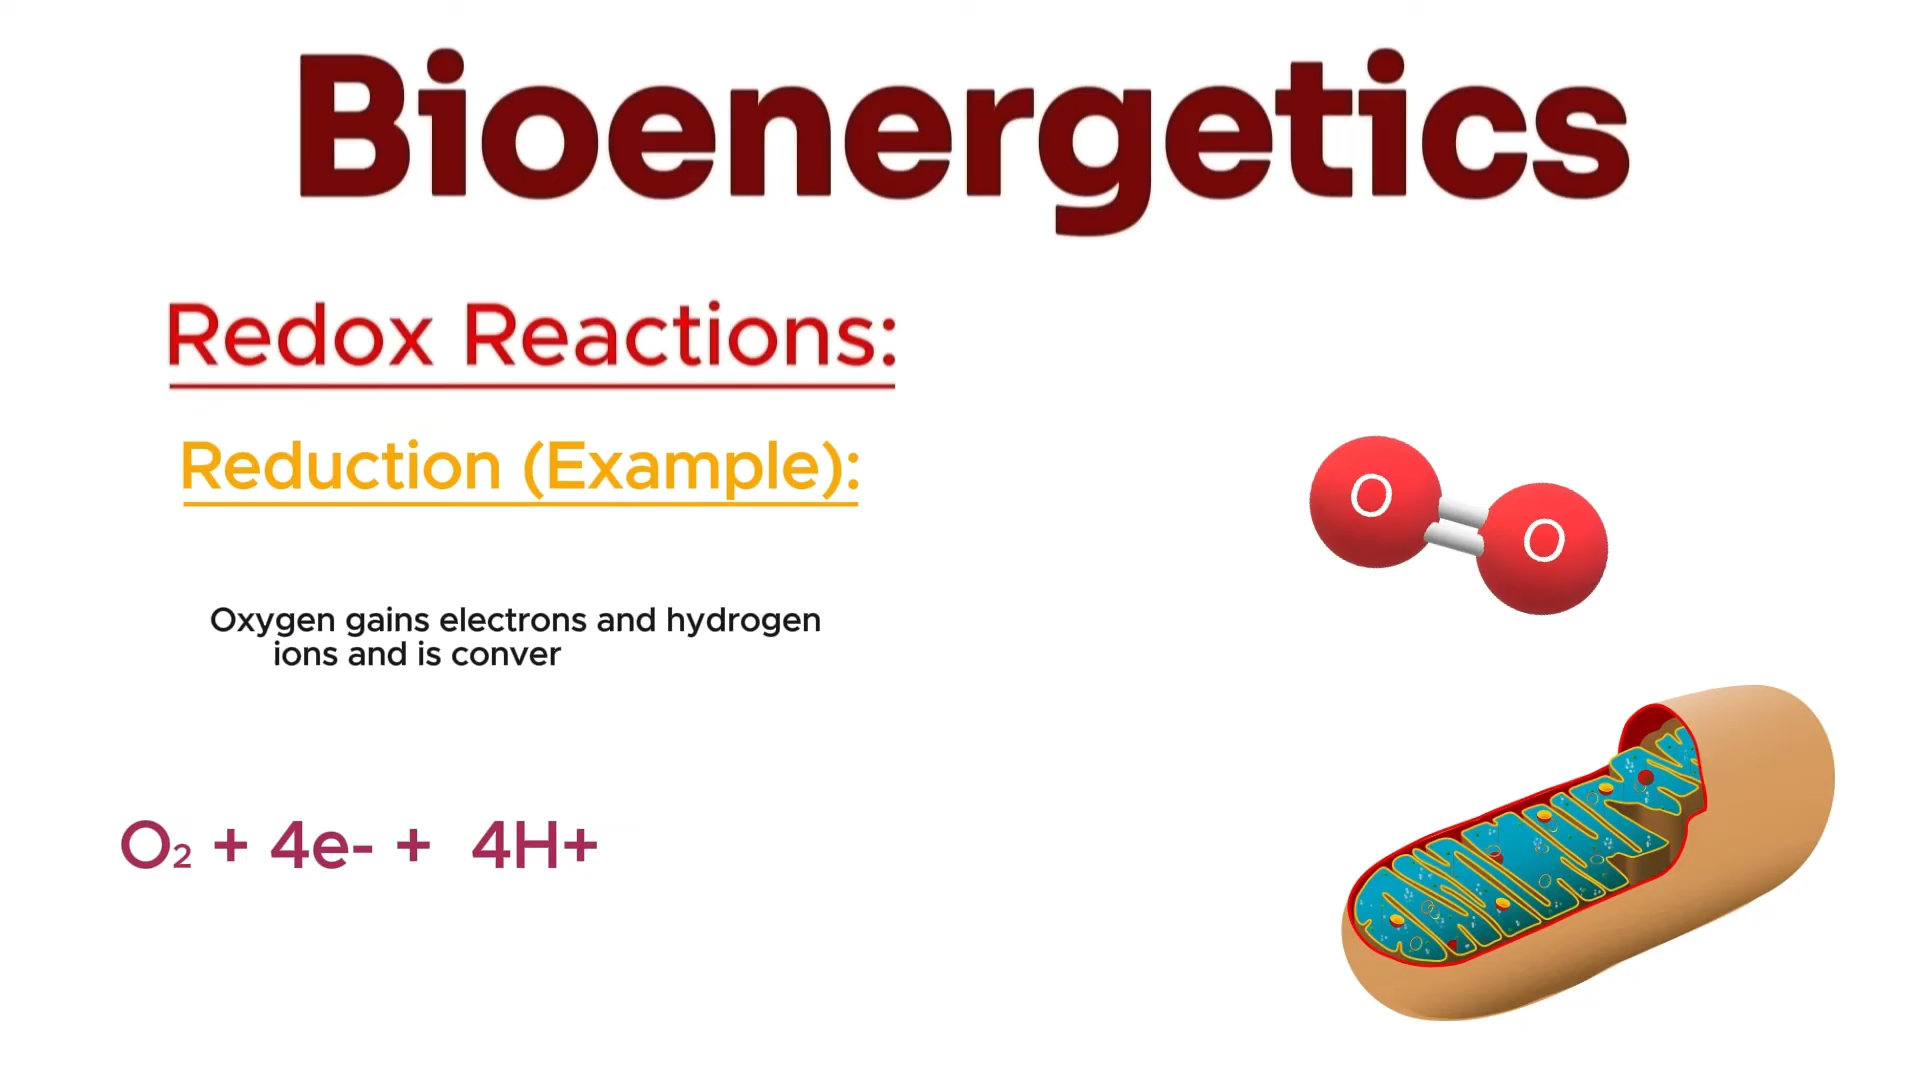 Bioenergetics
Redox Reactions:
Reduction (Example):
O
O
Oxygen gains electrons and hydrogen
ions and is conver
O₂ + 4e- + 4H+